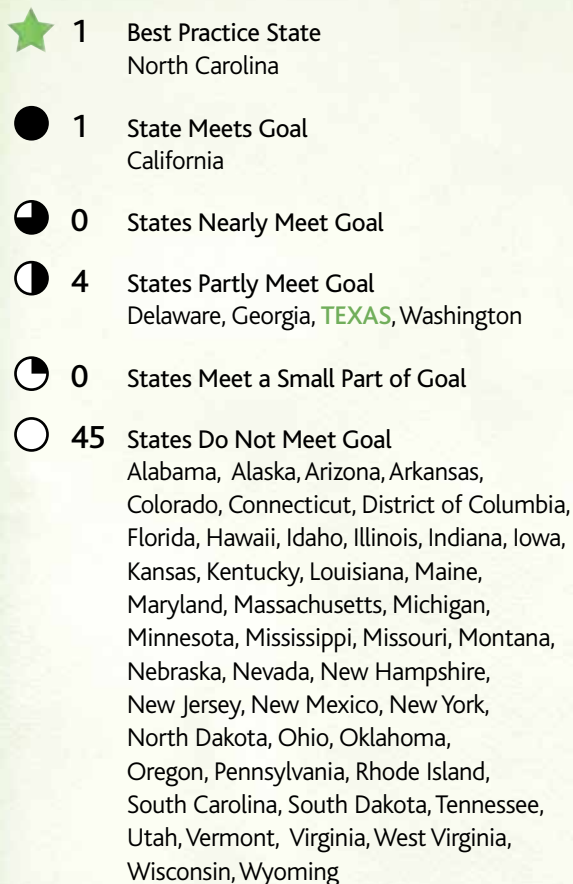 1 Best Practice State
North Carolina
1 State Meets Goal
California
0 States Nearly Meet Goal
4 States Partly Meet Goal
Delaware, Georgia, TEXAS, Washington
0 States Meet a Small Part of Goal
45 States Do Not Meet Goal
Alabama, Alaska, Arizona, Arkansas,
Colorado, Connecticut, District of Columbia,
Florida, Hawaii, Idaho, Illinois, Indiana, Iowa,
Kansas, Kentucky, Louisiana, Maine,
Maryland, Massachusetts, Michigan,
Minnesota, Mississippi, Missouri, Montana,
Nebraska, Nevada, New Hampshire,
New Jersey, New Mexico, New York,
North Dakota, Ohio, Oklahoma,
Oregon, Pennsylvania, Rhode Island,
South Carolina, South Dakota, Tennessee,
Utah, Vermont, Virginia, West Virginia,
Wisconsin, Wyoming